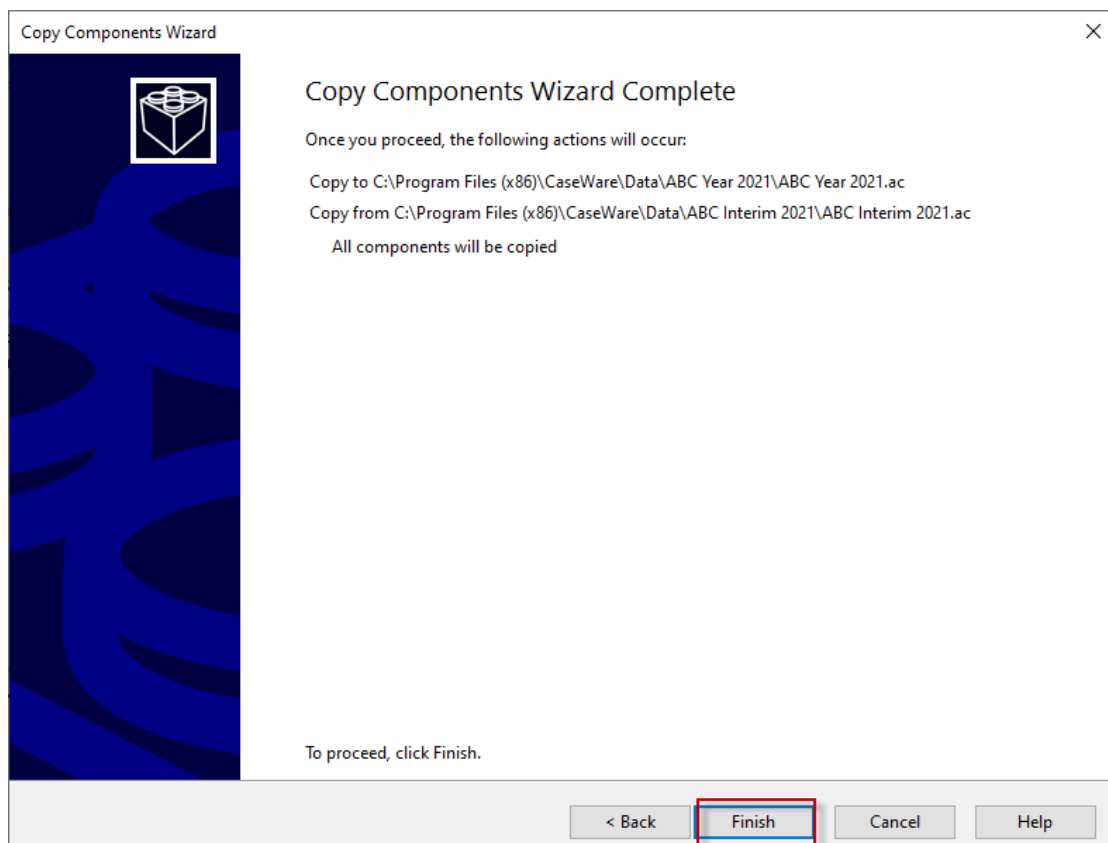 Copy Components Wizard
Copy Components Wizard Complete
Once you proceed, the following actions will occur:
Copy to C:\Program Files (x86)\CaseWare\Data\ABC Year 2021\ABC Year 2021.ac
Copy from C:\Program Files (x86)\CaseWare\Data\ABC Interim 2021\ABC Interim 2021.ac
All components will be copied
To proceed, click Finish.
< Back Finish Cancel Help